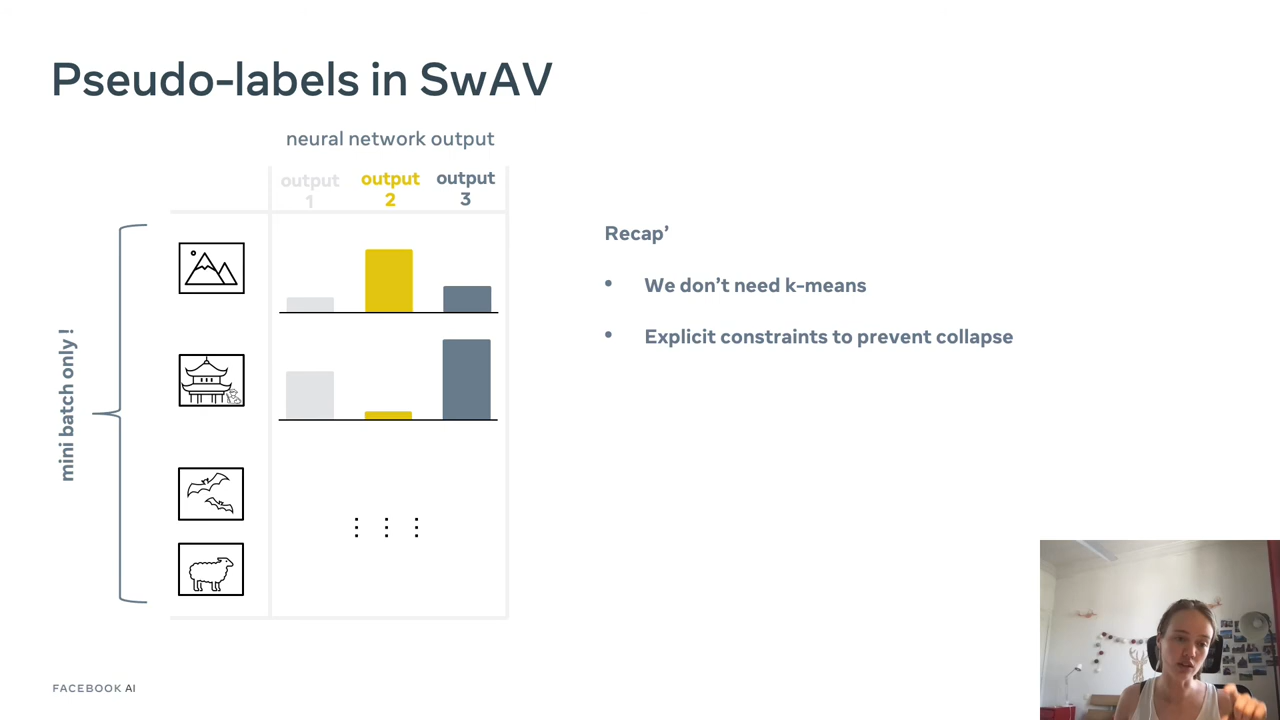 Pseudo-labels in SwAV
neural network output
output
1
output
2
output
3
mini batch only !
Recap’
• We don’t need k-means
• Explicit constraints to prevent collapse
FACEBOOK AI